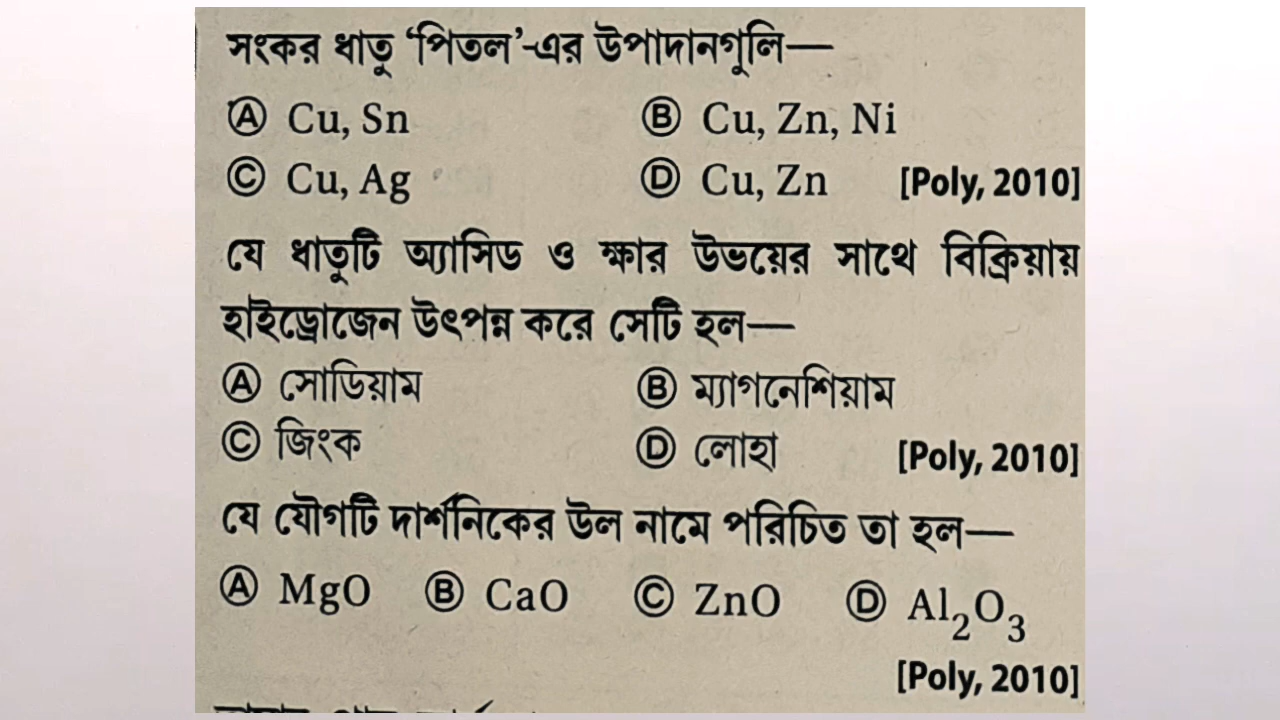 সংকর ধাতু ‘পিতল’-এর উপাদানগুলি—
Ⓐ Cu, Sn Ⓑ Cu, Zn, Ni
Ⓒ Cu, Ag Ⓓ Cu, Zn [Poly, 2010]
যে ধাতুটি অ্যাসিড ও ক্ষার উভয়ের সাথে বিক্রিয়ায়
হাইড্রোজেন উৎপন্ন করে সেটি হল—
Ⓐ সোডিয়াম Ⓑ ম্যাগনেশিয়াম
Ⓒ জিংক Ⓓ লোহা [Poly, 2010]
যে যৌগটি দার্শনিকের উল নামে পরিচিত তা হল—
Ⓐ MgO Ⓑ CaO Ⓒ ZnO Ⓓ Al₂O₃
[Poly, 2010]